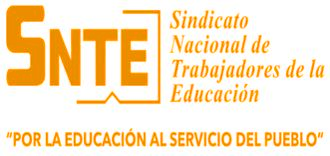 SNTE
Sindicato
Nacional de
Trabajadores de la
Educación
"POR LA EDUCACIÓN AL SERVICIO DEL PUEBLO"